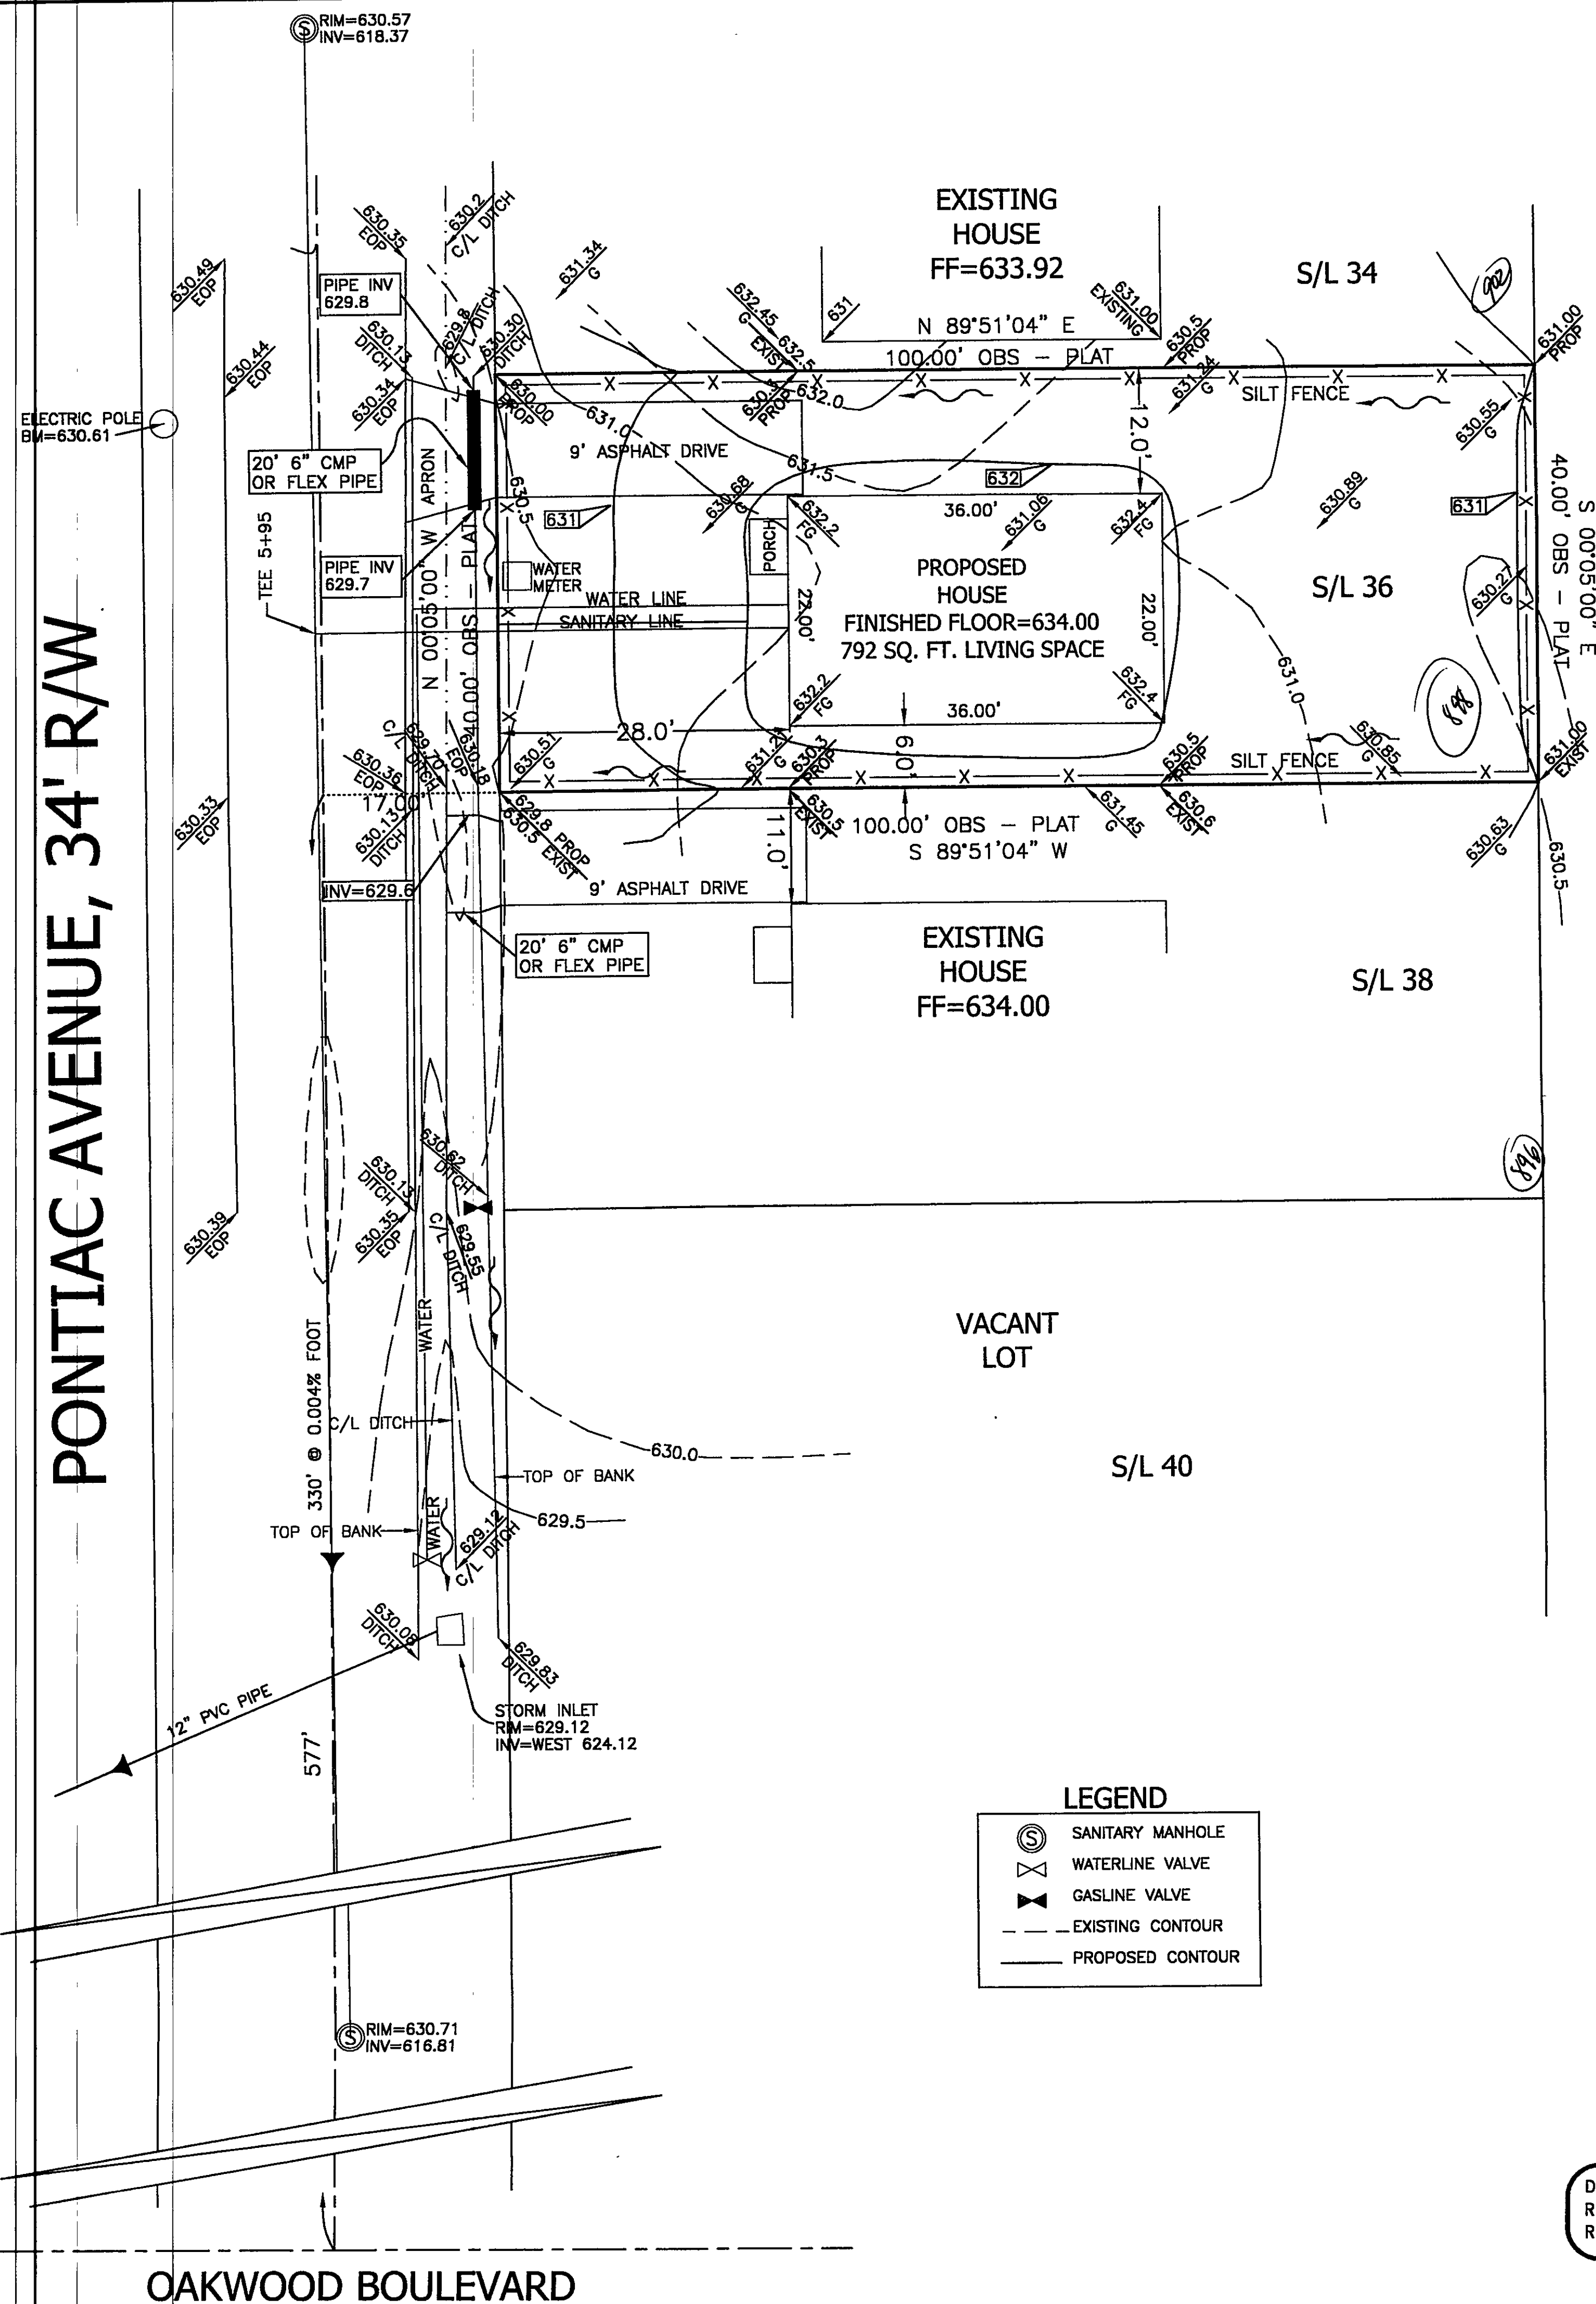 RIM=630.57
INV=618.37
630.35
EOP
630.2
C/L DITCH
631.34
G
EXISTING
HOUSE
FF=633.92
S/L 34
902
630.49
EOP
PIPE INV
629.8
629.8
C/L DITCH
630.30
DITCH
632.45
G
EXIST
632.5
631
N 89°51'04" E
100.00' OBS - PLAT
631.00
EXISTING
630.5
PROP
631.24
G
631.00
PROP
630.13
DITCH
630.44
EOP
630.34
EOP
630.00
PROP
631.0
PROP
632.0
SILT FENCE
630.55
G
ELECTRIC POLE
BM=630.61
9' ASPHALT DRIVE
12.0'
20' 6" CMP
OR FLEX PIPE
APRON
631.5
632
630.5
631
630.68
G
632.2
FG
36.00'
631.06
G
632.4
FG
630.89
G
631
40.00' OBS - PLAT
S 00°05'00" E
TEE 5+95
PIPE INV
629.7
N 00°05'00" W
40.00' OBS - PLAT
WATER
METER
PORCH
WATER LINE
SANITARY LINE
22.00'
PROPOSED
HOUSE
FINISHED FLOOR=634.00
792 SQ. FT. LIVING SPACE
22.00'
S/L 36
630.27
G
PONTIAC AVENUE, 34' R/W
631.0
898
632.2
FG
632.4
FG
36.00'
28.0'
6.0'
C/L DITCH
629.70
EOP
630.18
630.51
G
G
630.3
PROP
630.5
PROP
SILT FENCE
630.85
G
631.00
EXIST
630.36
EOP
17.00'
630.13
DITCH
630.33
EOP
629.8 PROP
630.5 EXIST
11.0'
630.5
EXIST
100.00' OBS - PLAT
S 89°51'04" W
631.45
G
630.6
EXIST
630.63
G
630.5
INV=629.6
9' ASPHALT DRIVE
20' 6" CMP
OR FLEX PIPE
EXISTING
HOUSE
FF=634.00
S/L 38
630.62
DITCH
630.13
DITCH
630.35
EOP
630.39
EOP
C/L DITCH
629.55
896
WATER
VACANT
LOT
330' @ 0.004% FOOT
C/L DITCH
630.0
S/L 40
TOP OF BANK
TOP OF BANK
WATER
629.5
629.12
C/L DITCH
630.08
DITCH
629.83
DITCH
12" PVC PIPE
STORM INLET
RIM=629.12
INV=WEST 624.12
577'
LEGEND
S SANITARY MANHOLE
WATERLINE VALVE
GASLINE VALVE
EXISTING CONTOUR
PROPOSED CONTOUR
RIM=630.71
INV=616.81
OAKWOOD BOULEVARD
D
R
R